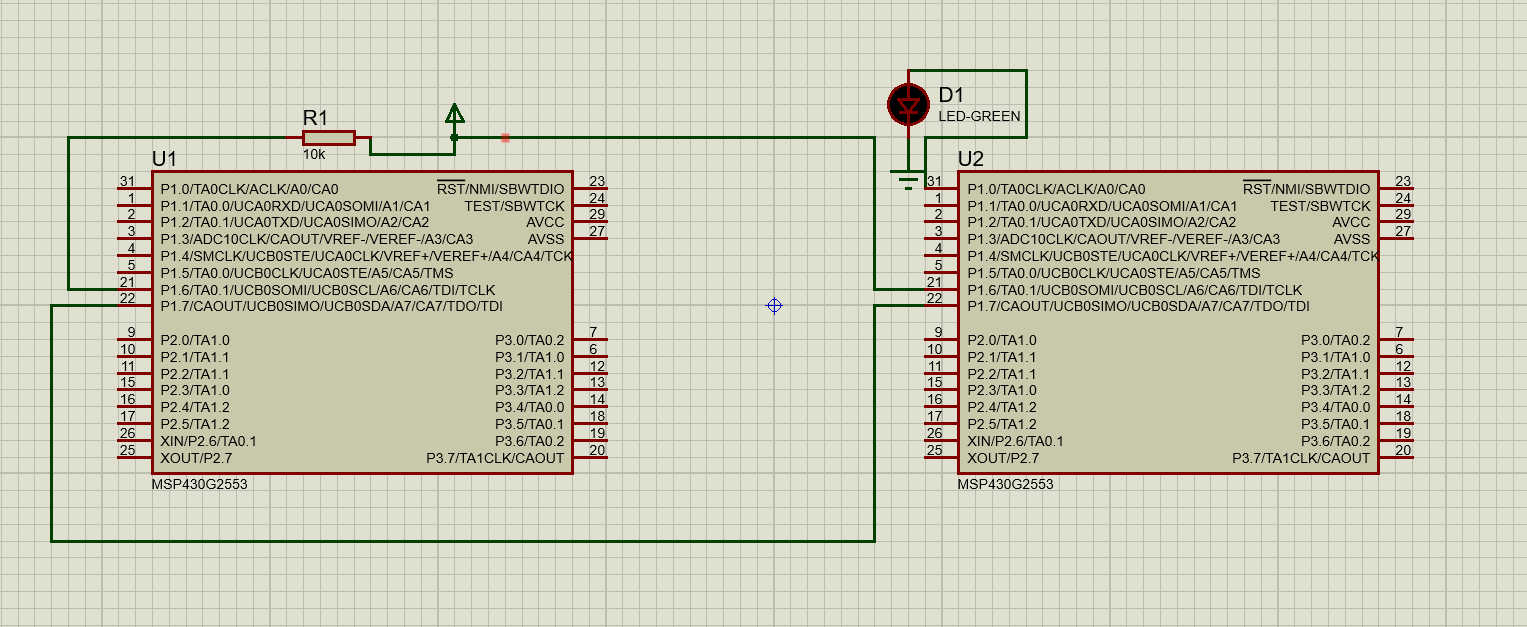 R1
10k
D1
LED-GREEN
U1
31 P1.0/TA0CLK/ACLK/A0/CA0 RST/NMI/SBWTDIO 23
1 P1.1/TA0.0/UCA0RXD/UCA0SOMI/A1/CA1 TEST/SBWTCK 24
2 P1.2/TA0.1/UCA0TXD/UCA0SIMO/A2/CA2 AVCC 29
3 P1.3/ADC10CLK/CAOUT/VREF-/VEREF-/A3/CA3 AVSS 27
4 P1.4/SMCLK/UCB0STE/UCA0CLK/VREF+/VEREF+/A4/CA4/TCK
5 P1.5/TA0.0/UCB0CLK/UCA0STE/A5/CA5/TMS
21 P1.6/TA0.1/UCB0SOMI/UCB0SCL/A6/CA6/TDI/TCLK
22 P1.7/CAOUT/UCB0SIMO/UCB0SDA/A7/CA7/TDO/TDI
9 P2.0/TA1.0 P3.0/TA0.2 7
10 P2.1/TA1.1 P3.1/TA1.0 6
11 P2.2/TA1.1 P3.2/TA1.1 12
15 P2.3/TA1.0 P3.3/TA1.2 13
16 P2.4/TA1.2 P3.4/TA0.0 14
17 P2.5/TA1.2 P3.5/TA0.1 18
26 XIN/P2.6/TA0.1 P3.6/TA0.2 19
25 XOUT/P2.7 P3.7/TA1CLK/CAOUT 20
MSP430G2553
U2
31 P1.0/TA0CLK/ACLK/A0/CA0 RST/NMI/SBWTDIO 23
1 P1.1/TA0.0/UCA0RXD/UCA0SOMI/A1/CA1 TEST/SBWTCK 24
2 P1.2/TA0.1/UCA0TXD/UCA0SIMO/A2/CA2 AVCC 29
3 P1.3/ADC10CLK/CAOUT/VREF-/VEREF-/A3/CA3 AVSS 27
4 P1.4/SMCLK/UCB0STE/UCA0CLK/VREF+/VEREF+/A4/CA4/TCK
5 P1.5/TA0.0/UCB0CLK/UCA0STE/A5/CA5/TMS
21 P1.6/TA0.1/UCB0SOMI/UCB0SCL/A6/CA6/TDI/TCLK
22 P1.7/CAOUT/UCB0SIMO/UCB0SDA/A7/CA7/TDO/TDI
9 P2.0/TA1.0 P3.0/TA0.2 7
10 P2.1/TA1.1 P3.1/TA1.0 6
11 P2.2/TA1.1 P3.2/TA1.1 12
15 P2.3/TA1.0 P3.3/TA1.2 13
16 P2.4/TA1.2 P3.4/TA0.0 14
17 P2.5/TA1.2 P3.5/TA0.1 18
26 XIN/P2.6/TA0.1 P3.6/TA0.2 19
25 XOUT/P2.7 P3.7/TA1CLK/CAOUT 20
MSP430G2553